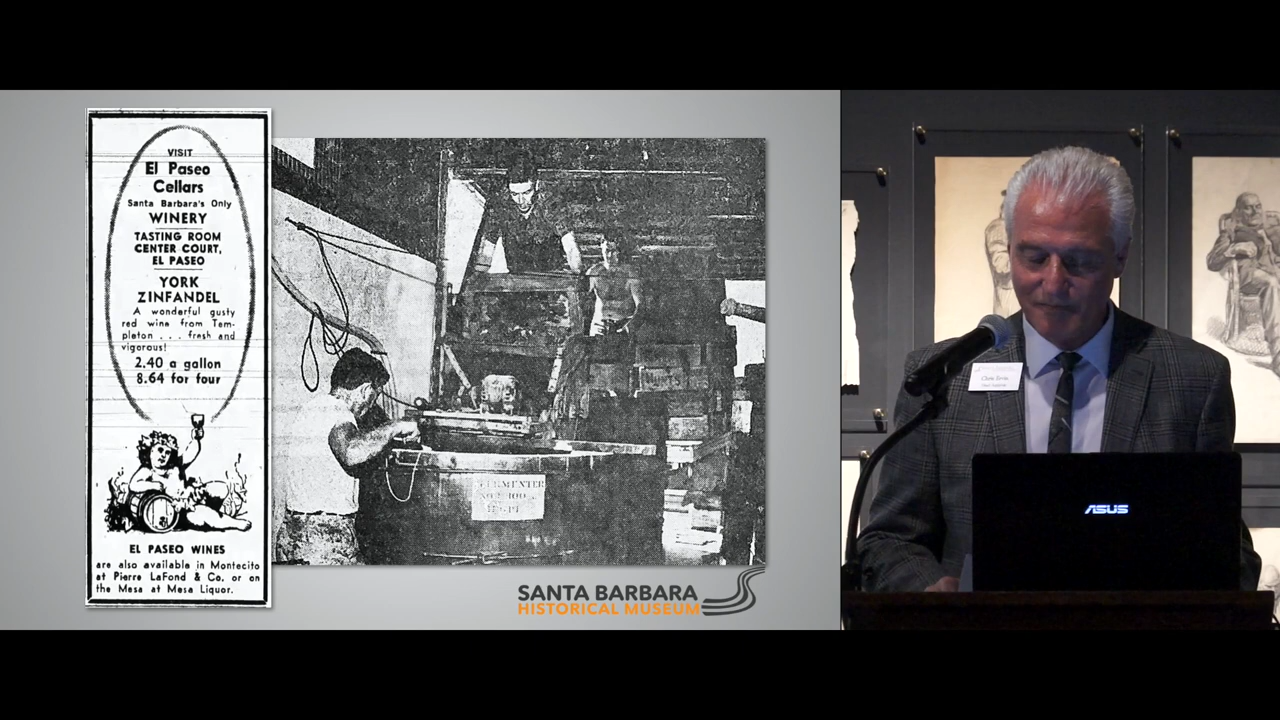 VISIT
El Paseo
Cellars
Santa Barbara's Only
WINERY
TASTING ROOM
CENTER COURT,
EL PASEO
YORK
ZINFANDEL
A wonderful gusty
red wine from Tem-
pleton . . . fresh and
vigorous!
2.40 a gallon
8.64 for four
EL PASEO WINES
are also available in Montecito
at Pierre LaFond & Co. or on
the Mesa at Mesa Liquor.
FERMENTER
SANTA BARBARA
HISTORICAL MUSEUM
ASUS